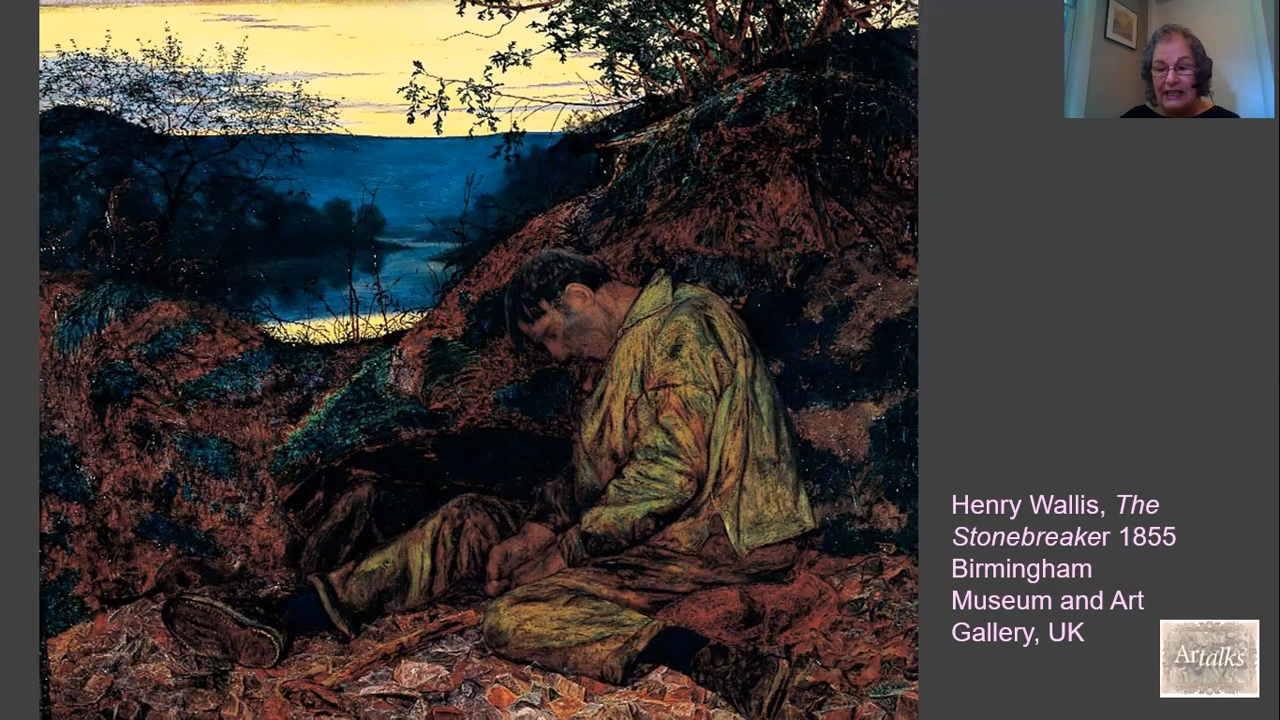 Henry Wallis, The
Stonebreaker 1855
Birmingham
Museum and Art
Gallery, UK
Artalks